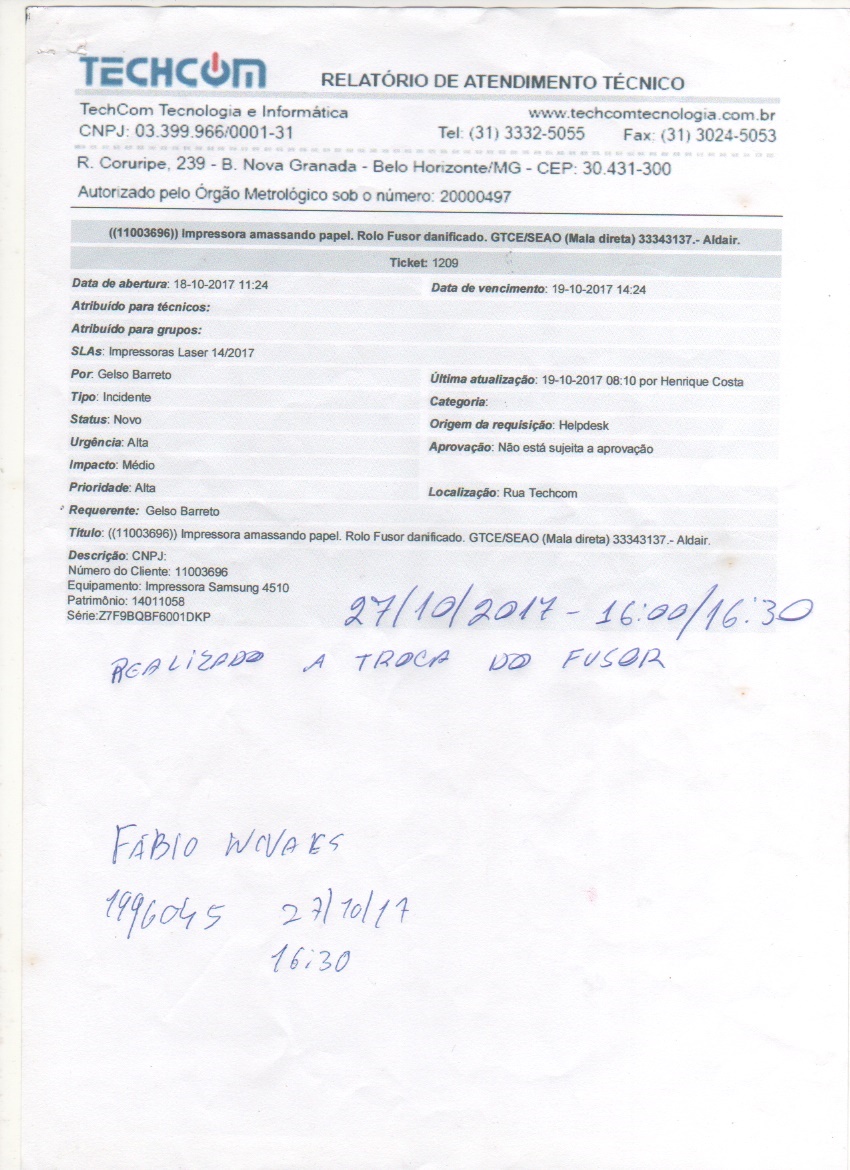 TECHCOM
RELATÓRIO DE ATENDIMENTO TÉCNICO
TechCom Tecnologia e Informática
www.techcomtecnologia.com.br
CNPJ: 03.399.966/0001-31
Tel: (31) 3332-5055 Fax: (31) 3024-5053
R. Coruripe, 239 - B. Nova Granada - Belo Horizonte/MG - CEP: 30.431-300
Autorizado pelo Órgão Metrológico sob o número: 20000497
((11003696)) Impressora amassando papel. Rolo Fusor danificado. GTCE/SEAO (Mala direta) 33343137.- Aldair.
Ticket: 1209
Data de abertura: 18-10-2017 11:24
Data de vencimento: 19-10-2017 14:24
Atribuído para técnicos:
Atribuído para grupos:
SLAs: Impressoras Laser 14/2017
Por: Gelso Barreto
Última atualização: 19-10-2017 08:10 por Henrique Costa
Tipo: Incidente
Categoria:
Status: Novo
Origem da requisição: Helpdesk
Urgência: Alta
Aprovação: Não está sujeita a aprovação
Impacto: Médio
Prioridade: Alta
Localização: Rua Techcom
Requerente: Gelso Barreto
Título: ((11003696)) Impressora amassando papel. Rolo Fusor danificado. GTCE/SEAO (Mala direta) 33343137.- Aldair.
Descrição: CNPJ:
Número do Cliente: 11003696
Equipamento: Impressora Samsung 4510
Patrimônio: 14011058
Série:Z7F9BQBF6001DKP
27/10/2017 - 16:00/16:30
REALIZADO A TROCA DO FUSOR
FÁBIO NOVAES
1996045 27/10/17
16:30